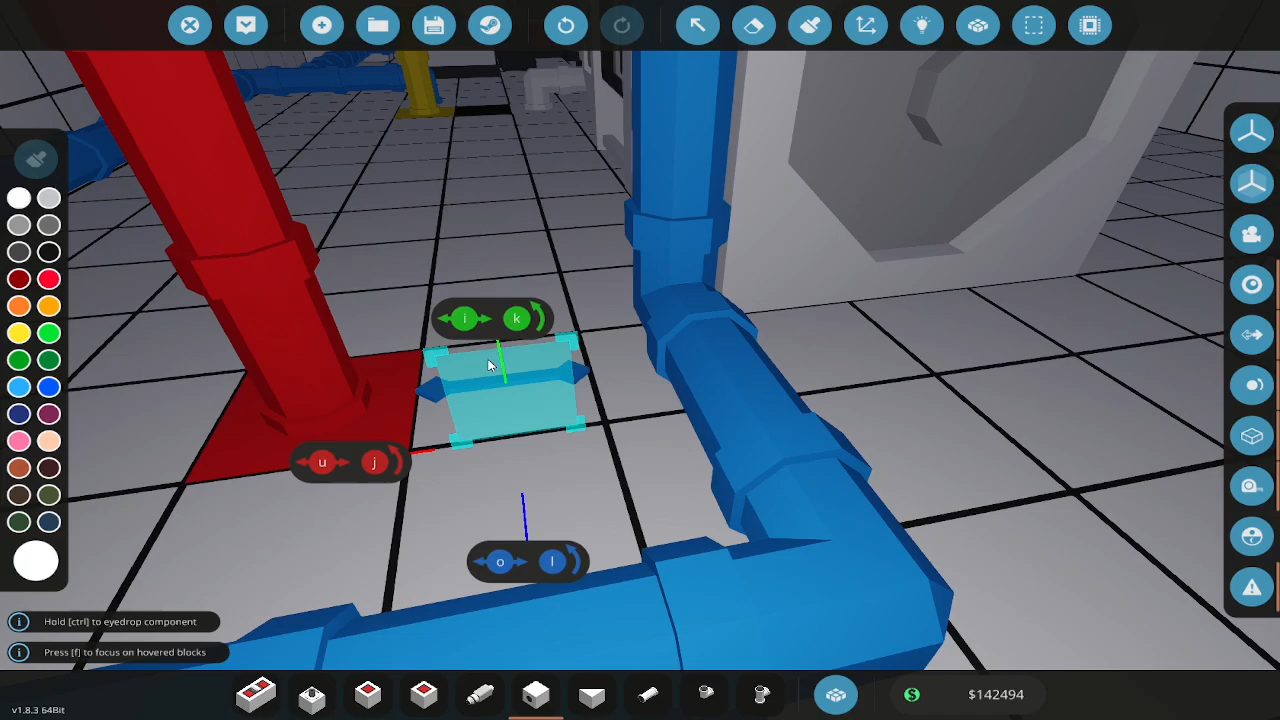 i k
u j
o l
Hold [ctrl] to eyedrop component
Press [f] to focus on hovered blocks
$ $142494
v1.8.3 64Bit